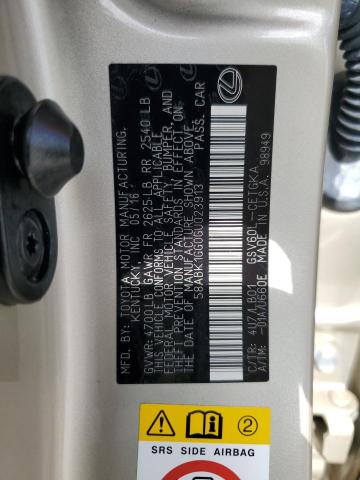 MFD. BY: TOYOTA MOTOR MANUFACTURING.
KENTUCKY, INC 05/16
GVWR: 4700 LB GAWR FR 2625 LB RR 2540 LB
THIS VEHICLE CONFORMS TO ALL APPLICABLE
FEDERAL MOTOR VEHICLE SAFETY, BUMPER, AND
THEFT PREVENTION STANDARDS IN EFFECT ON
THE DATE OF MANUFACTURE SHOWN ABOVE.
58ABK1GG0GU023913 PASS. CAR
C/TR: 4U7/LB01 GSV60L-CETGKA
A/TM: -0 E MADE IN U.S.A. 98949
2
SRS SIDE AIRBAG